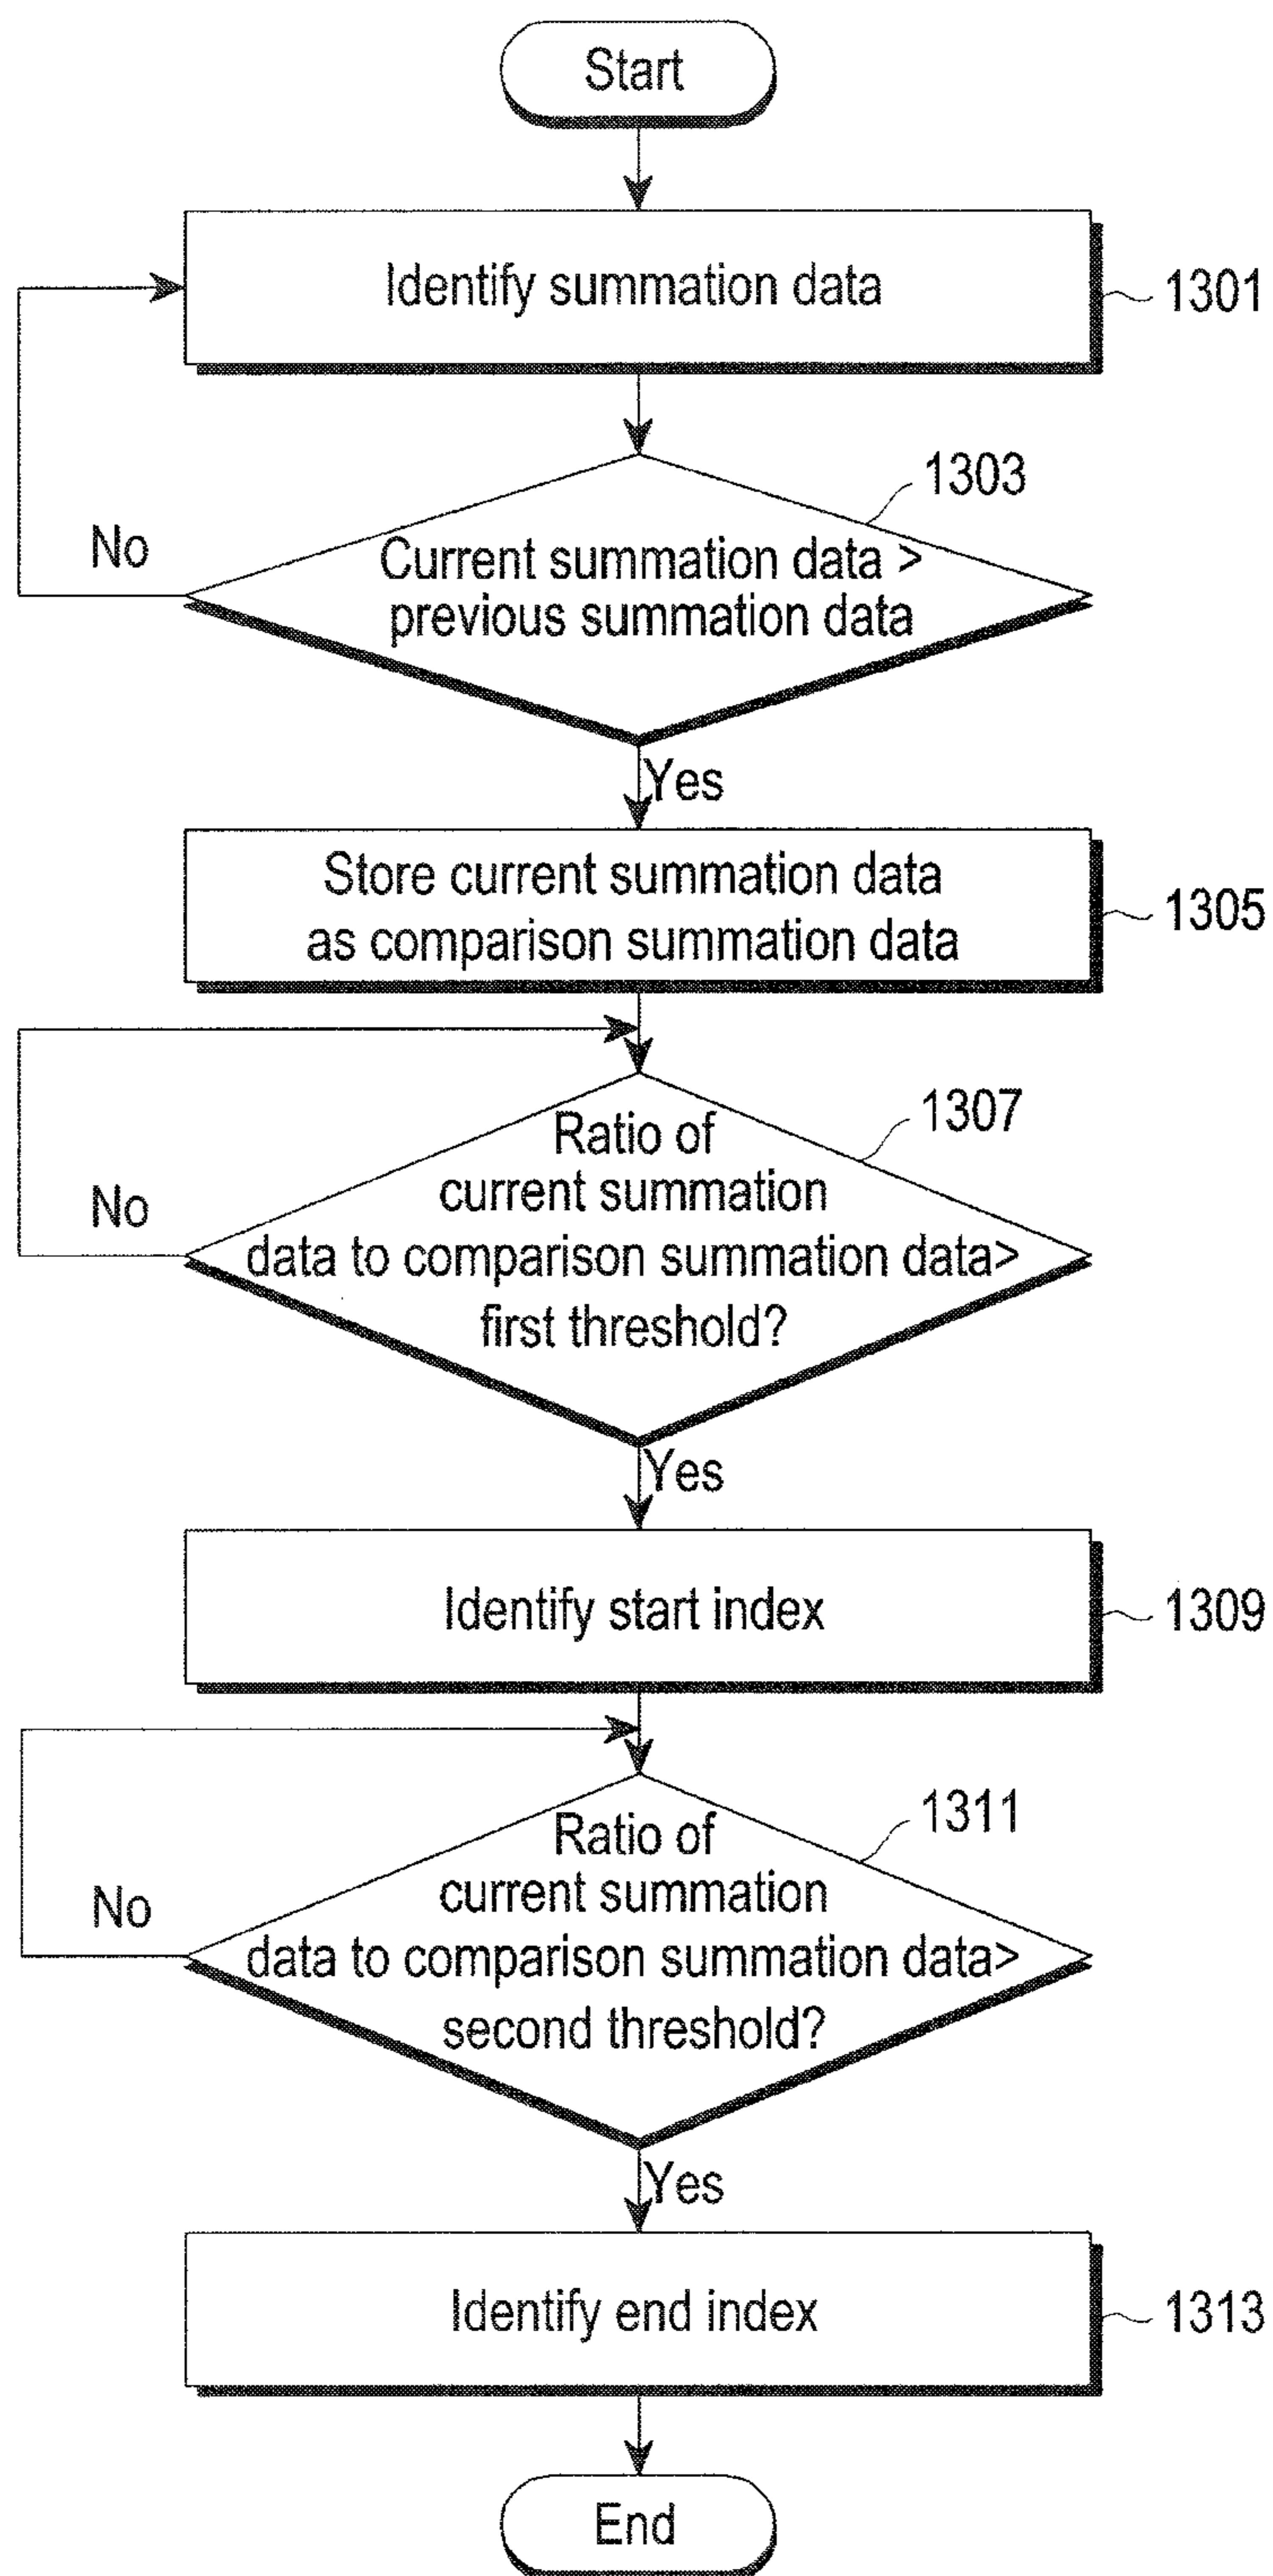 Start
Identify summation data
1301
1303
No
Current summation data >
previous summation data
Yes
Store current summation data
as comparison summation data
1305
1307
Ratio of
current summation
No
data to comparison summation data>
first threshold?
Yes
Identify start index
1309
1311
Ratio of
current summation
No
data to comparison summation data>
second threshold?
Yes
Identify end index
1313
End